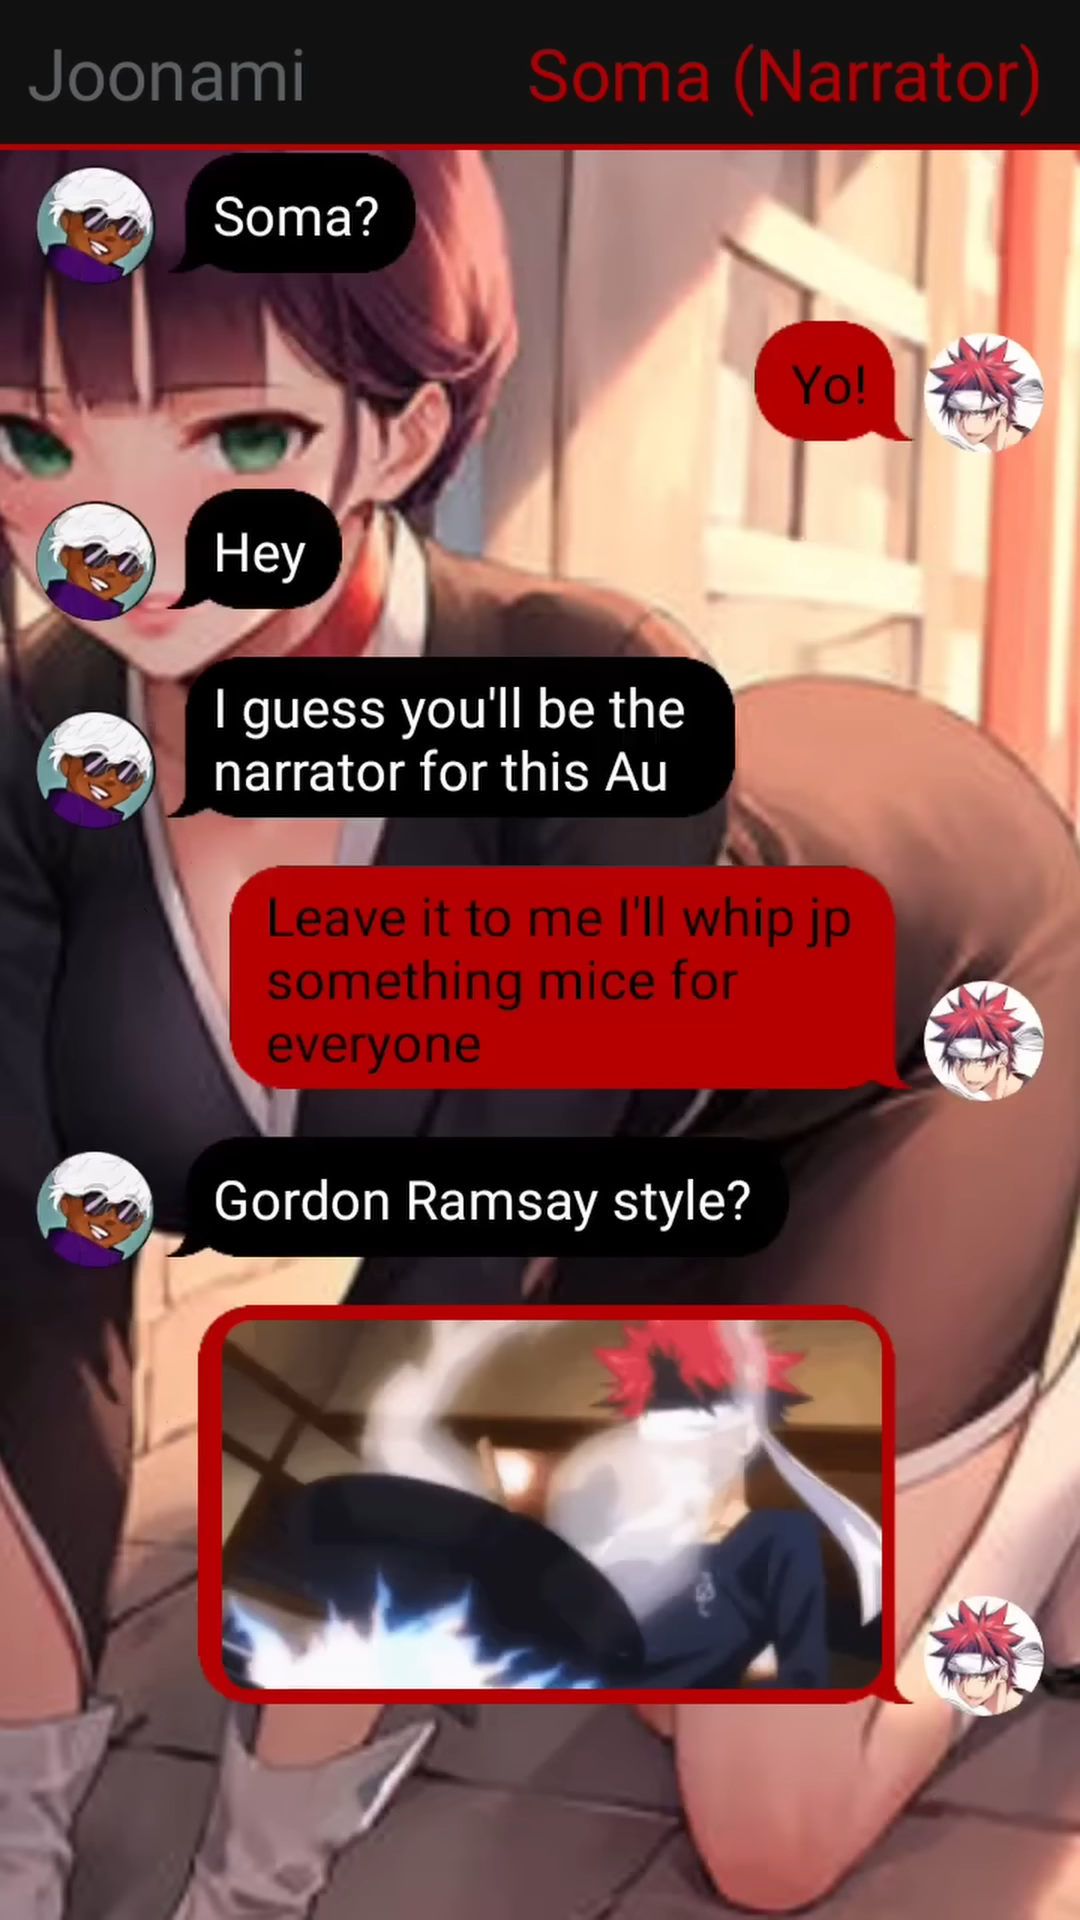 Joonami
Soma (Narrator)
Soma?
Yo!
Hey
I guess you'll be the
narrator for this Au
Leave it to me I'll whip jp
something mice for
everyone
Gordon Ramsay style?